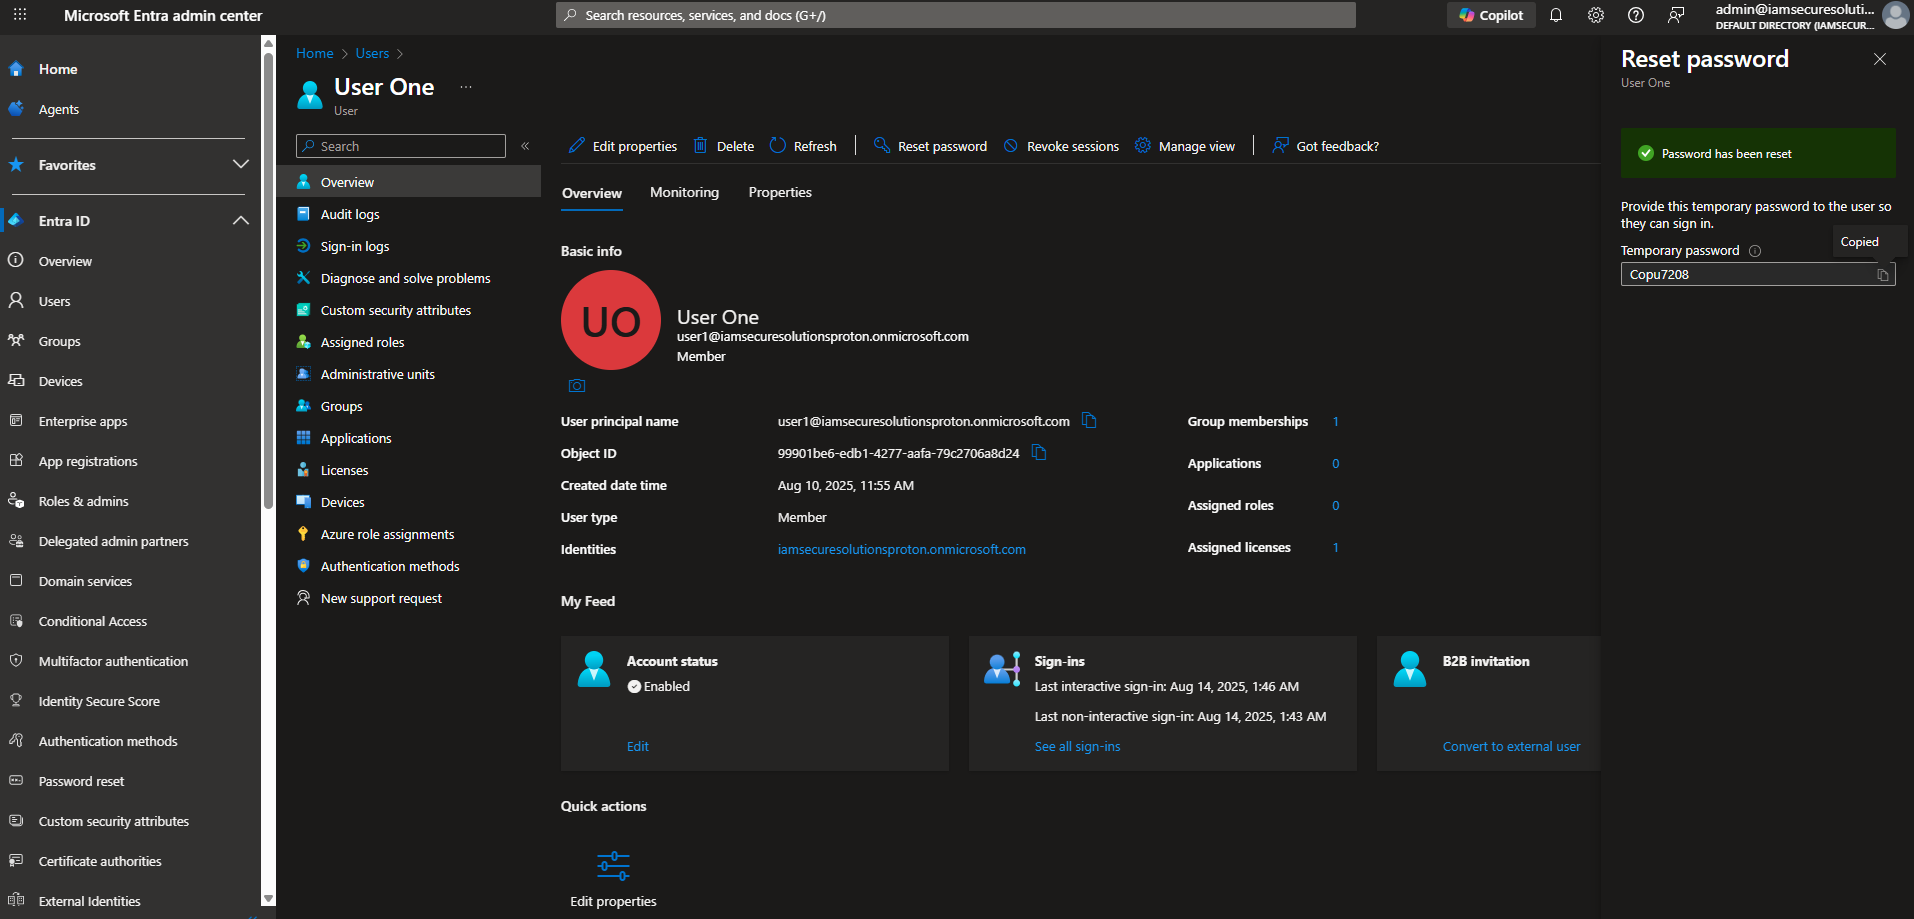 Microsoft Entra admin center
Search resources, services, and docs (G+/)
Copilot
admin@iamsecuresoluti...
DEFAULT DIRECTORY (IAMSECUR...
Home
Agents
Favorites
Entra ID
Overview
Users
Groups
Devices
Enterprise apps
App registrations
Roles & admins
Delegated admin partners
Domain services
Conditional Access
Multifactor authentication
Identity Secure Score
Authentication methods
Password reset
Custom security attributes
Certificate authorities
External Identities
Home > Users >
User One ...
User
Search
Overview
Audit logs
Sign-in logs
Diagnose and solve problems
Custom security attributes
Assigned roles
Administrative units
Groups
Applications
Licenses
Devices
Azure role assignments
Authentication methods
New support request
Edit properties Delete Refresh Reset password Revoke sessions Manage view Got feedback?
Overview Monitoring Properties
Basic info
UO
User One
user1@iamsecuresolutionsproton.onmicrosoft.com
Member
User principal name user1@iamsecuresolutionsproton.onmicrosoft.com
Object ID 99901be6-edb1-4277-aafa-79c2706a8d24
Created date time Aug 10, 2025, 11:55 AM
User type Member
Identities iamsecuresolutionsproton.onmicrosoft.com
Group memberships 1
Applications 0
Assigned roles 0
Assigned licenses 1
My Feed
Account status
Enabled
Edit
Sign-ins
Last interactive sign-in: Aug 14, 2025, 1:46 AM
Last non-interactive sign-in: Aug 14, 2025, 1:43 AM
See all sign-ins
B2B invitation
Convert to external user
Quick actions
Edit properties
Reset password
User One
Password has been reset
Provide this temporary password to the user so
they can sign in.
Copied
Temporary password
Copu7208